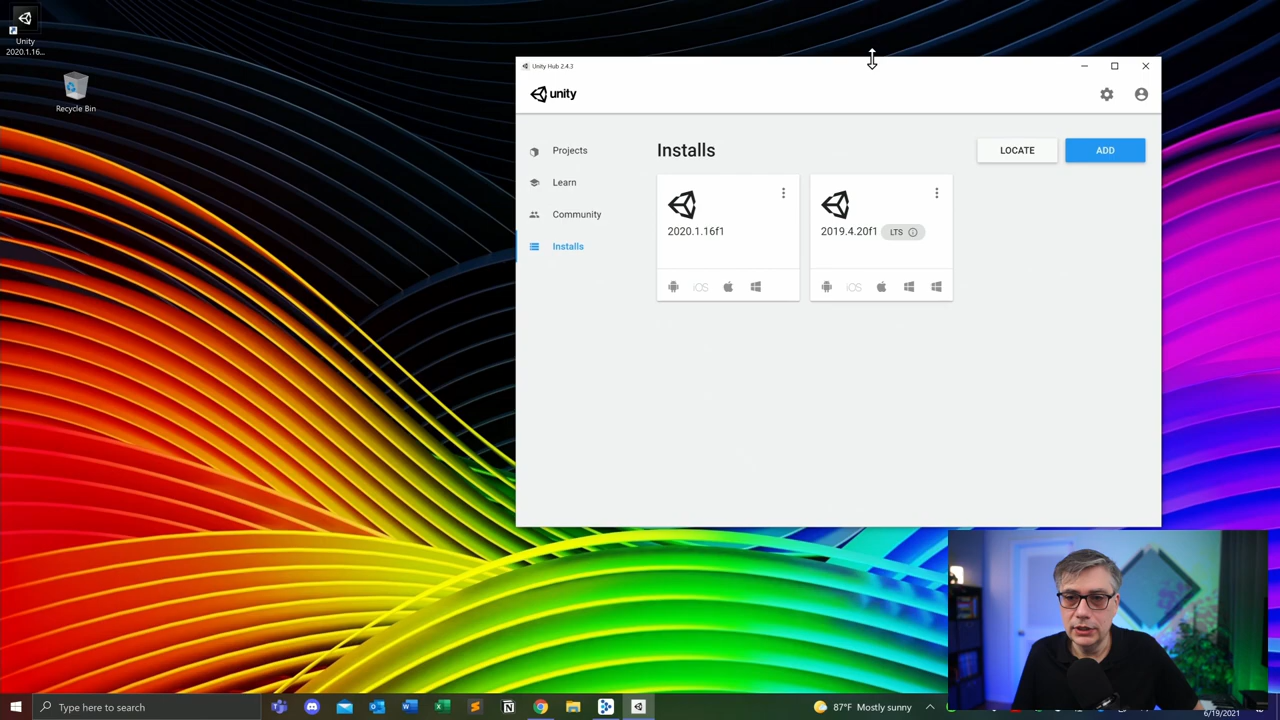 Unity
2020.1.16...
Recycle Bin
Unity Hub 2.4.3
unity
Projects
Learn
Community
Installs
Installs
LOCATE
ADD
2020.1.16f1
iOS
2019.4.20f1
LTS
iOS
Type here to search
87°F Mostly sunny
6/19/2021